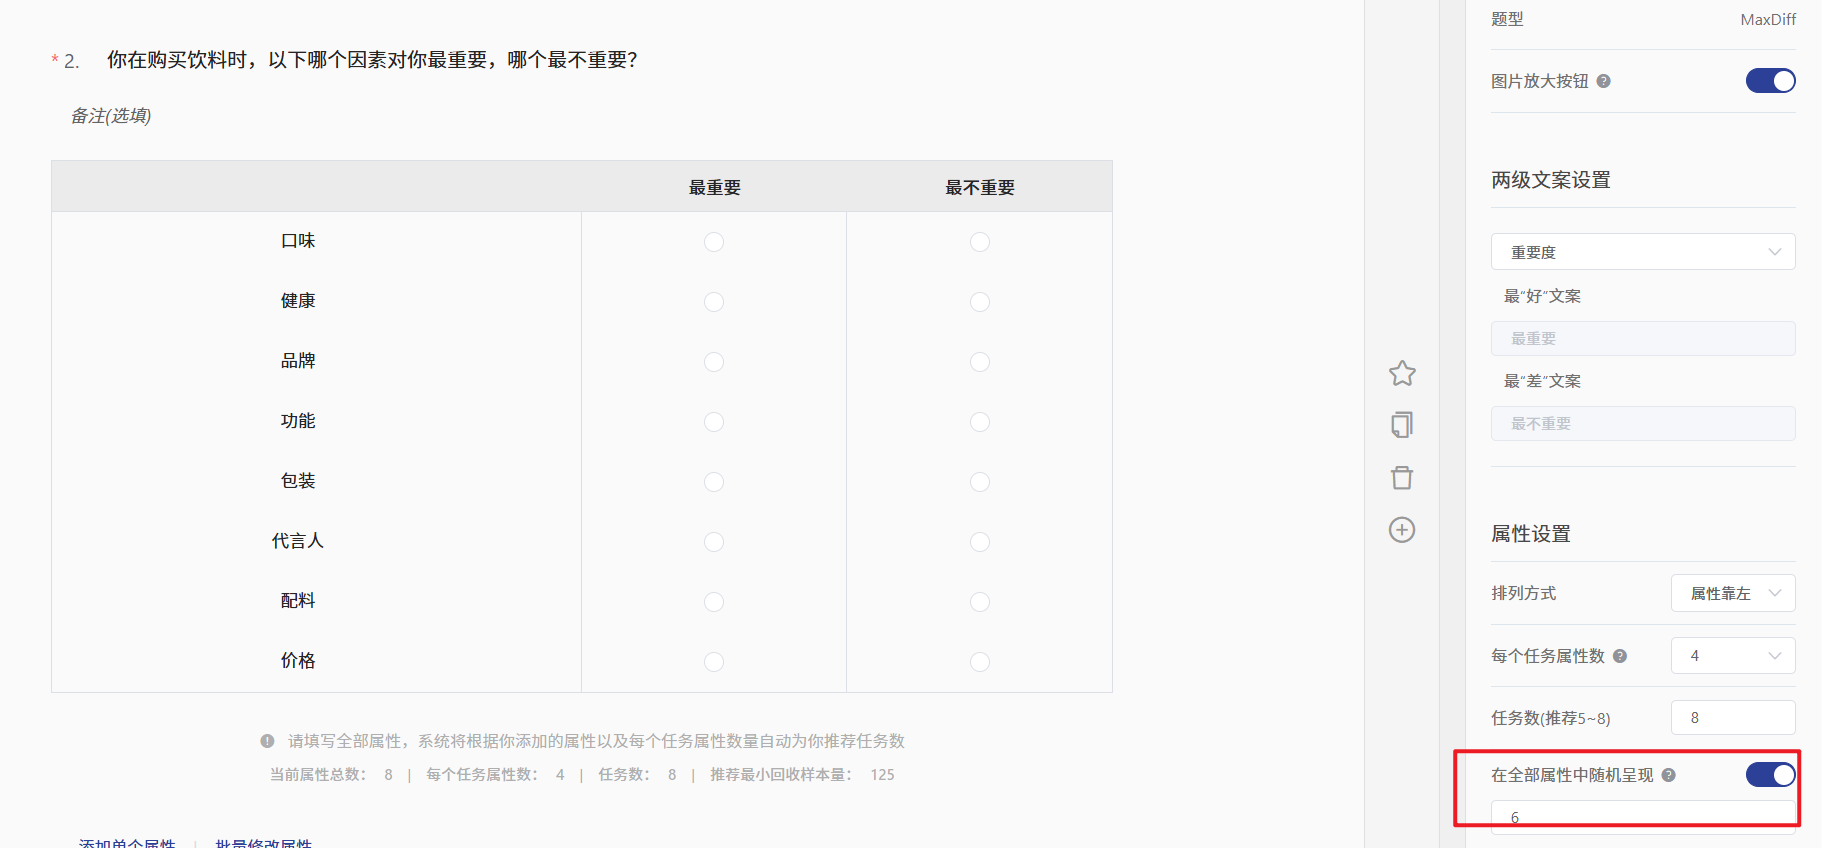 * 2. 你在购买饮料时，以下哪个因素对你最重要，哪个最不重要？
备注(选填)
最重要 最不重要
口味
健康
品牌
功能
包装
代言人
配料
价格
请填写全部属性，系统将根据你添加的属性以及每个任务属性数量自动为你推荐任务数
当前属性总数： 8 | 每个任务属性数： 4 | 任务数： 8 | 推荐最小回收样本量： 125
添加单个属性 | 批量修改属性
题型 MaxDiff
图片放大按钮
两级文案设置
重要度
最“好”文案
最重要
最“差”文案
最不重要
属性设置
排列方式 属性靠左
每个任务属性数 4
任务数(推荐5~8) 8
在全部属性中随机呈现
6